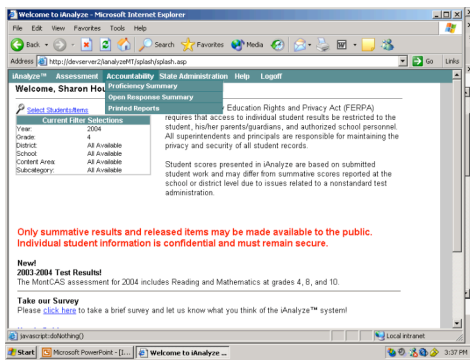 Welcome to iAnalyze - Microsoft Internet Explorer
File Edit View Favorites Tools Help
Back Search Favorites Media
Address http://devserver2/ianalyzeMT/splash/splash.asp Go Links
iAnalyze™ Assessment Accountability State Administration Help Logoff
Welcome, Sharon Hou
Proficiency Summary
Open Response Summary
Printed Reports
Select Students/Items
Current Filter Selections
Year: 2004
Grade: 4
District: All Available
School: All Available
Content Area: All Available
Subcategory: All Available
Education Rights and Privacy Act (FERPA)
requires that access to individual student results be restricted to the
student, his/her parents/guardians, and authorized school personnel.
All superintendents and principals are responsible for maintaining the
privacy and security of all student records.
Student scores presented in iAnalyze are based on submitted
student work and may differ from summative scores reported at the
school or district level due to issues related to a nonstandard test
administration.
Only summative results and released items may be made available to the public.
Individual student information is confidential and must remain secure.
New!
2003-2004 Test Results!
The MontCAS assessment for 2004 includes Reading and Mathematics at grades 4, 8, and 10.
Take our Survey
Please click here to take a brief survey and let us know what you think of the iAnalyze™ system!
javascript:doNothing() Local intranet
Start Microsoft PowerPoint - [I... Welcome to iAnalyze ... 3:37 PM